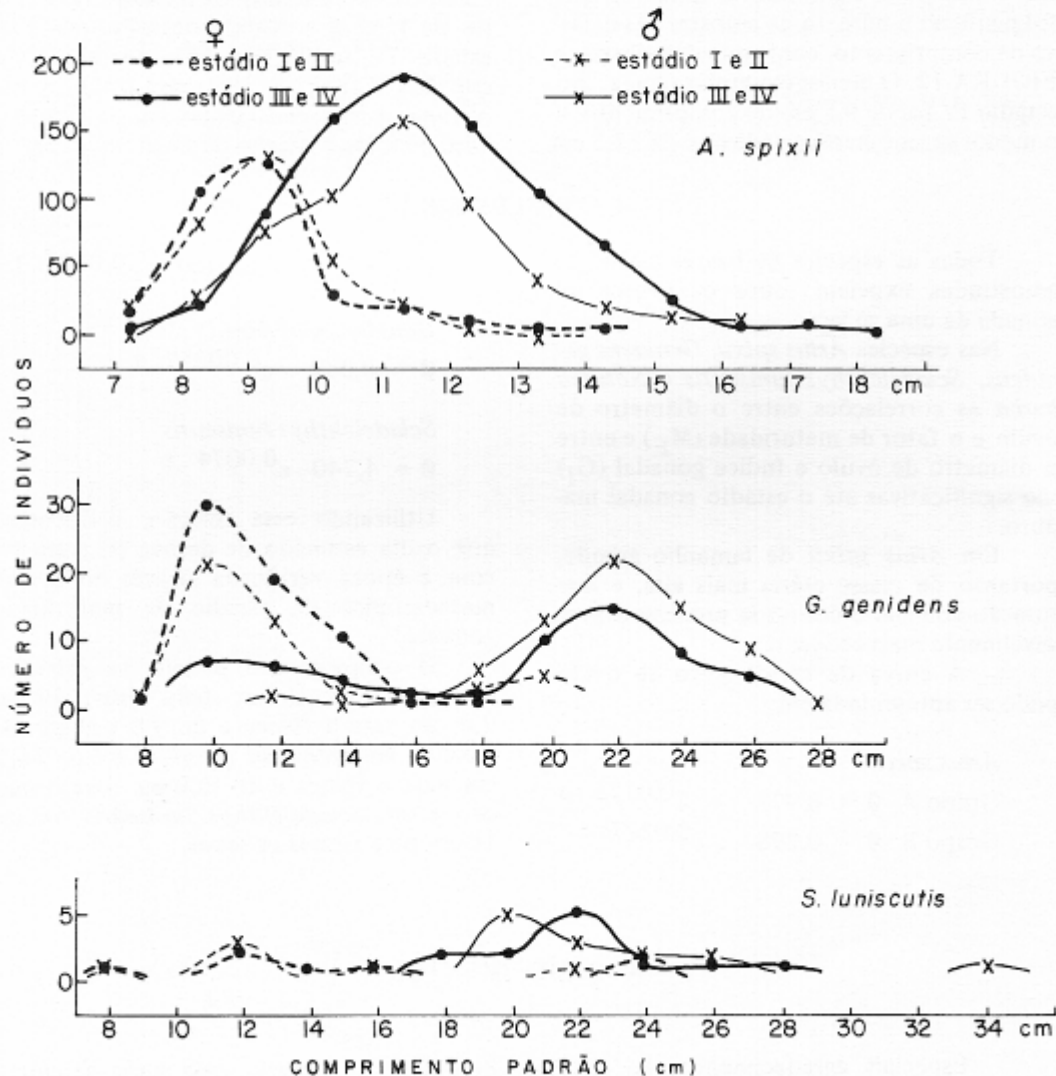 ♀ ♂
estádio I e II estádio I e II
estádio III e IV estádio III e IV
200
150
100
50
0
A. spixii
7 8 9 10 11 12 13 14 15 16 17 18 cm
NÚMERO DE INDIVÍDUOS
30
20
10
0
G. genidens
8 10 12 14 16 18 20 22 24 26 28 cm
S. luniscutis
5
0
8 10 12 14 16 18 20 22 24 26 28 30 32 34 cm
COMPRIMENTO PADRÃO (cm)